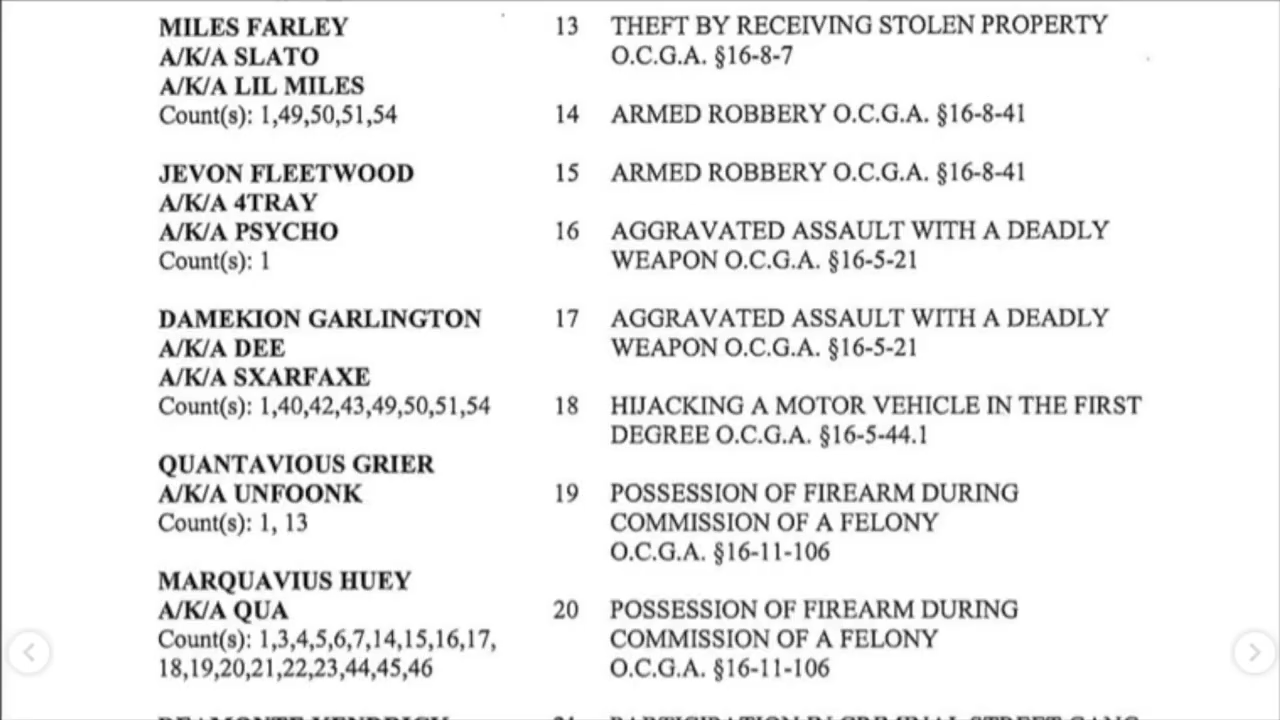 MILES FARLEY
A/K/A SLATO
A/K/A LIL MILES
Count(s): 1,49,50,51,54
JEVON FLEETWOOD
A/K/A 4TRAY
A/K/A PSYCHO
Count(s): 1
DAMEKION GARLINGTON
A/K/A DEE
A/K/A SXARFAXE
Count(s): 1,40,42,43,49,50,51,54
QUANTAVIOUS GRIER
A/K/A UNFOONK
Count(s): 1, 13
MARQUAVIUS HUEY
A/K/A QUA
Count(s): 1,3,4,5,6,7,14,15,16,17,
18,19,20,21,22,23,44,45,46
13 THEFT BY RECEIVING STOLEN PROPERTY
O.C.G.A. §16-8-7
14 ARMED ROBBERY O.C.G.A. §16-8-41
15 ARMED ROBBERY O.C.G.A. §16-8-41
16 AGGRAVATED ASSAULT WITH A DEADLY
WEAPON O.C.G.A. §16-5-21
17 AGGRAVATED ASSAULT WITH A DEADLY
WEAPON O.C.G.A. §16-5-21
18 HIJACKING A MOTOR VEHICLE IN THE FIRST
DEGREE O.C.G.A. §16-5-44.1
19 POSSESSION OF FIREARM DURING
COMMISSION OF A FELONY
O.C.G.A. §16-11-106
20 POSSESSION OF FIREARM DURING
COMMISSION OF A FELONY
O.C.G.A. §16-11-106